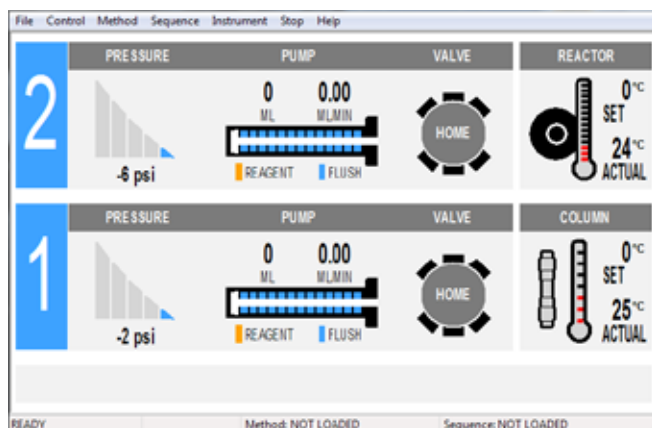 File Control Method Sequence Instrument Stop Help
2 PRESSURE PUMP VALVE REACTOR
0 0.00 0°C
ML ML/MIN SET
HOME
24°C
-6 psi REAGENT FLUSH ACTUAL
1 PRESSURE PUMP VALVE COLUMN
0 0.00 0°C
ML ML/MIN SET
HOME
25°C
-2 psi REAGENT FLUSH ACTUAL
READY Method: NOT LOADED Sequence: NOT LOADED